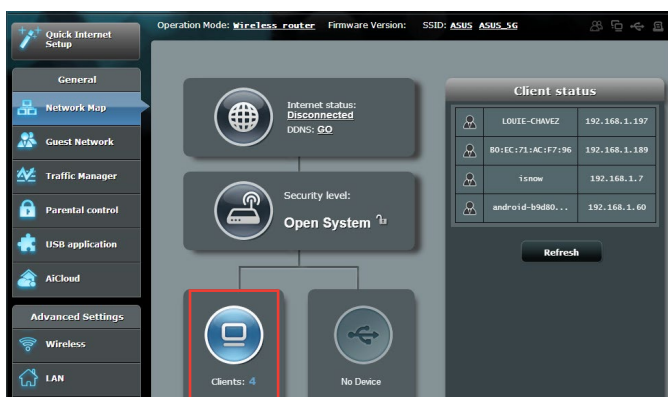 Operation Mode: Wireless router Firmware Version: SSID: ASUS ASUS_5G
Quick Internet
Setup
General
Network Map
Guest Network
Traffic Manager
Parental control
USB application
AiCloud
Advanced Settings
Wireless
LAN
Internet status:
Disconnected
DDNS: GO
Security level:
Open System
Clients: 4
No Device
Client status
LOUIE-CHAVEZ 192.168.1.197
80:EC:71:AC:F7:96 192.168.1.189
isnow 192.168.1.7
android-b9d80... 192.168.1.60
Refresh